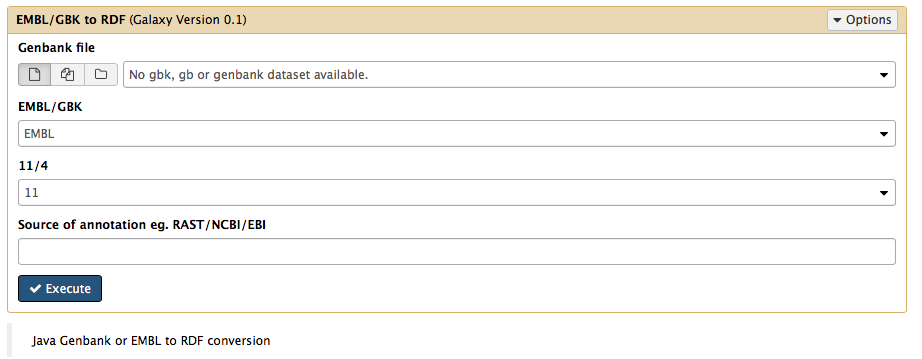 EMBL/GBK to RDF (Galaxy Version 0.1)
Options
Genbank file
No gbk, gb or genbank dataset available.
EMBL/GBK
EMBL
11/4
11
Source of annotation eg. RAST/NCBI/EBI
Execute
Java Genbank or EMBL to RDF conversion